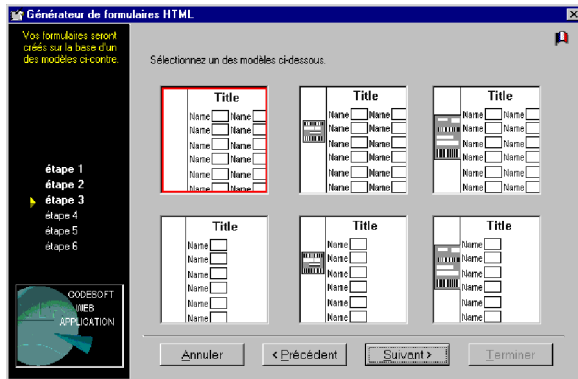 Générateur de formulaires HTML
Vos formulaires seront
créés sur la base d'un
des modèles ci-contre.
Sélectionnez un des modèles ci-dessous.
Title
Name Name
Name Name
Name Name
Name Name
Name Name
Name Name
Title
Name Name
Name Name
Name Name
Name Name
Name Name
Name Name
Title
Name Name
Name Name
Name Name
Name Name
Name Name
Name Name
étape 1
étape 2
étape 3
étape 4
étape 5
étape 6
Title
Name
Name
Name
Name
Name
Name
Title
Name
Name
Name
Name
Name
Name
Title
Name
Name
Name
Name
Name
Name
CODESOFT
WEB
APPLICATION
Annuler
< Précédent
Suivant >
Terminer